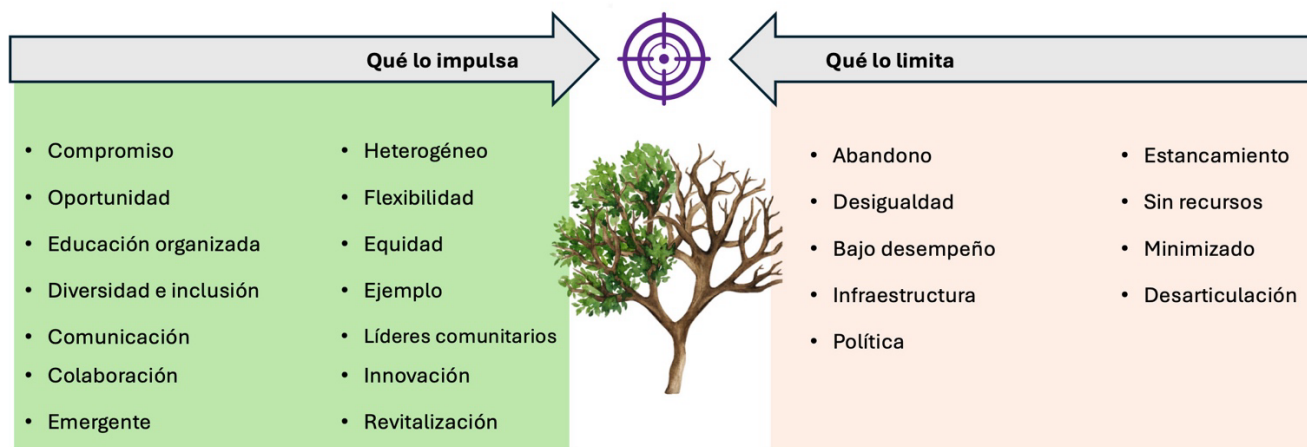 Qué lo impulsa
Qué lo limita
• Compromiso
• Oportunidad
• Educación organizada
• Diversidad e inclusión
• Comunicación
• Colaboración
• Emergente
• Heterogéneo
• Flexibilidad
• Equidad
• Ejemplo
• Líderes comunitarios
• Innovación
• Revitalización
• Abandono
• Desigualdad
• Bajo desempeño
• Infraestructura
• Política
• Estancamiento
• Sin recursos
• Minimizado
• Desarticulación